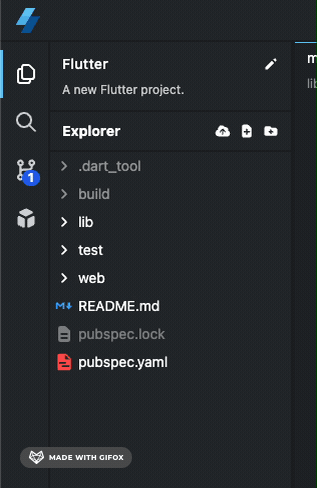 Flutter
A new Flutter project.
Explorer
.dart_tool
build
1
lib
test
web
M↓ README.md
pubspec.lock
pubspec.yaml
MADE WITH GIFOX
m
lib